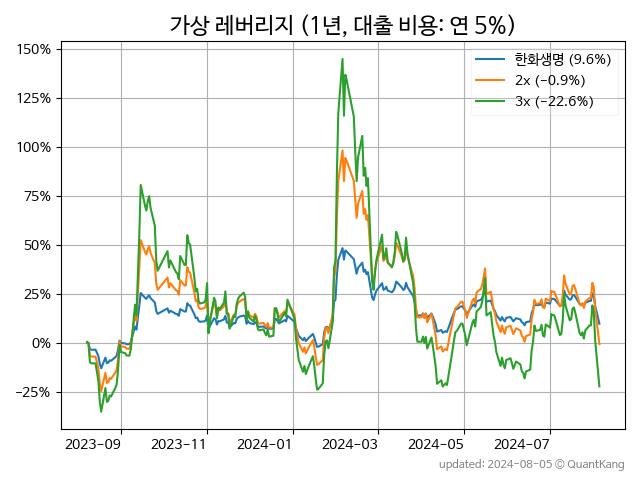 가상 레버리지 (1년, 대출 비용: 연 5%)
150%
125%
100%
75%
50%
25%
0%
−25%
한화생명 (9.6%)
2x (−0.9%)
3x (−22.6%)
2023-09 2023-11 2024-01 2024-03 2024-05 2024-07
updated: 2024-08-05 © QuantKang